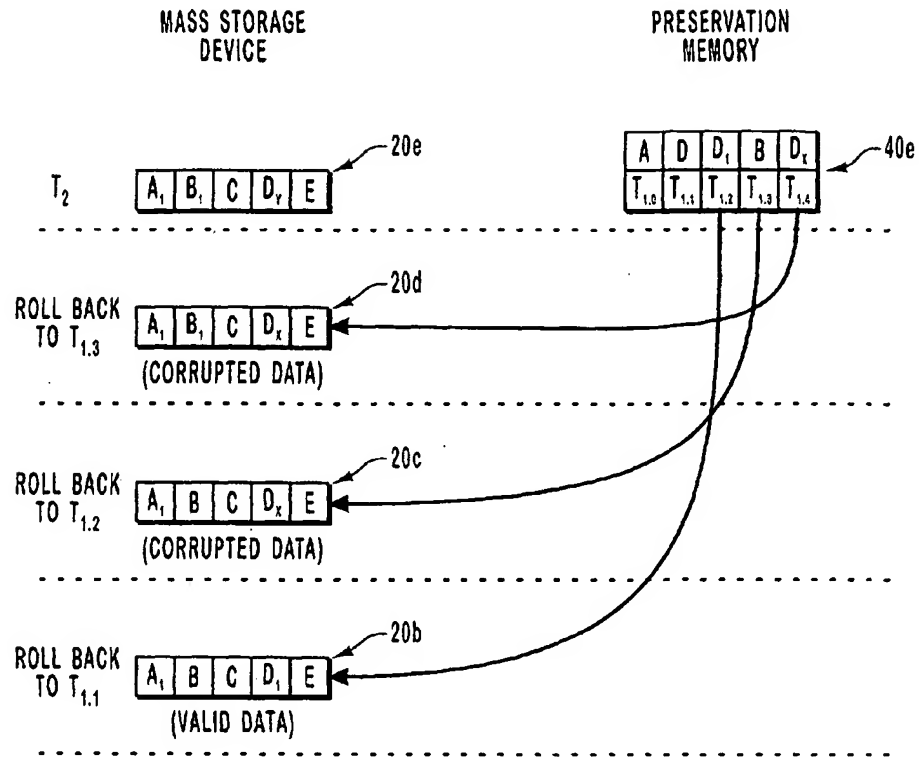 MASS STORAGE DEVICE
PRESERVATION MEMORY
A D D₁ B Dₓ
T₁.₀ T₁.₁ T₁.₂ T₁.₃ T₁.₄
40e
20e
T₂
A₁ B₁ C Dᵧ E
20d
ROLL BACK TO T₁.₃
A₁ B₁ C Dₓ E
(CORRUPTED DATA)
20c
ROLL BACK TO T₁.₂
A₁ B C Dₓ E
(CORRUPTED DATA)
20b
ROLL BACK TO T₁.₁
A₁ B C D₁ E
(VALID DATA)